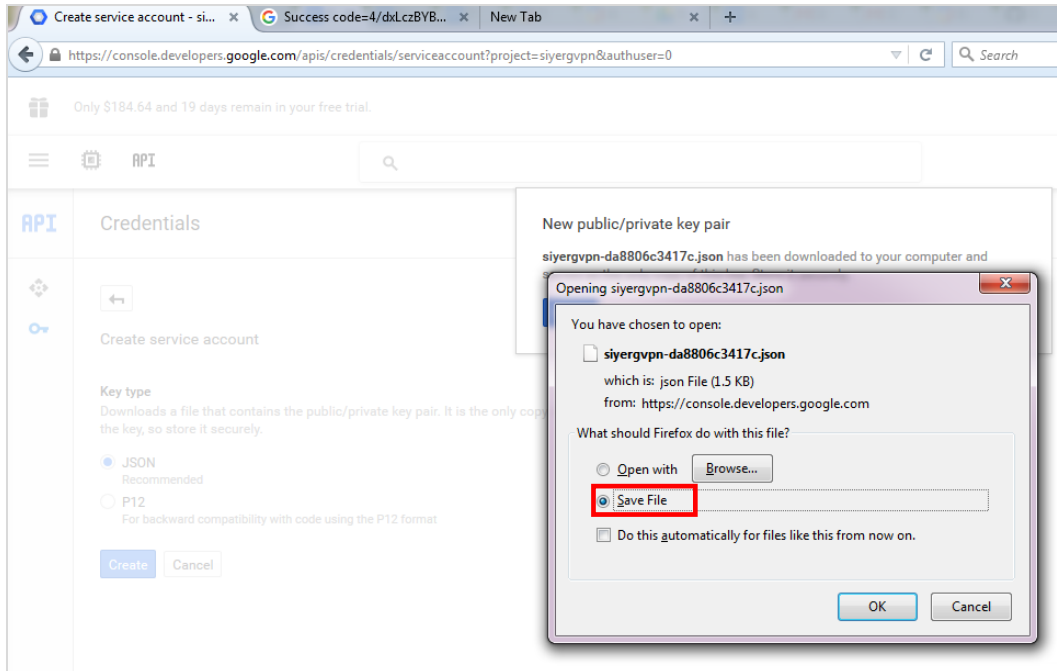 Create service account - si...
Success code=4/dxLczBYB...
New Tab
https://console.developers.google.com/apis/credentials/serviceaccount?project=siyergvpn&authuser=0
Search
Only $184.64 and 19 days remain in your free trial.
API
API
Credentials
New public/private key pair
siyergvpn-da8806c3417c.json has been downloaded to your computer and
Opening siyergvpn-da8806c3417c.json
You have chosen to open:
siyergvpn-da8806c3417c.json
which is: json File (1.5 KB)
from: https://console.developers.google.com
What should Firefox do with this file?
Open with
Browse...
Save File
Do this automatically for files like this from now on.
OK
Cancel
Create service account
Key type
Downloads a file that contains the public/private key pair. It is the only copy
the key, so store it securely.
JSON
Recommended
P12
For backward compatibility with code using the P12 format
Create
Cancel